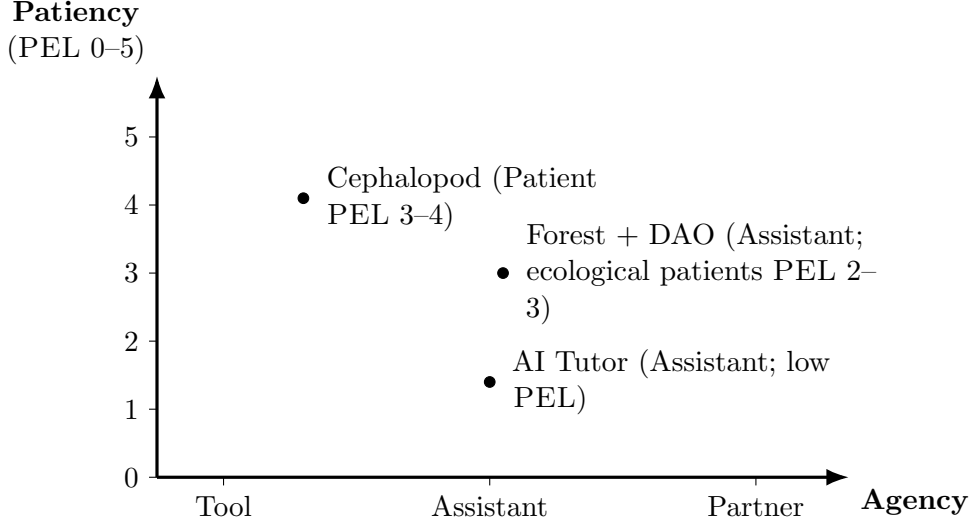 Patiency
(PEL 0–5)
5
Cephalopod (Patient
4
PEL 3–4)
Forest + DAO (Assistant;
3
ecological patients PEL 2–
3)
2
AI Tutor (Assistant; low
PEL)
1
0
Tool
Assistant
Partner
Agency